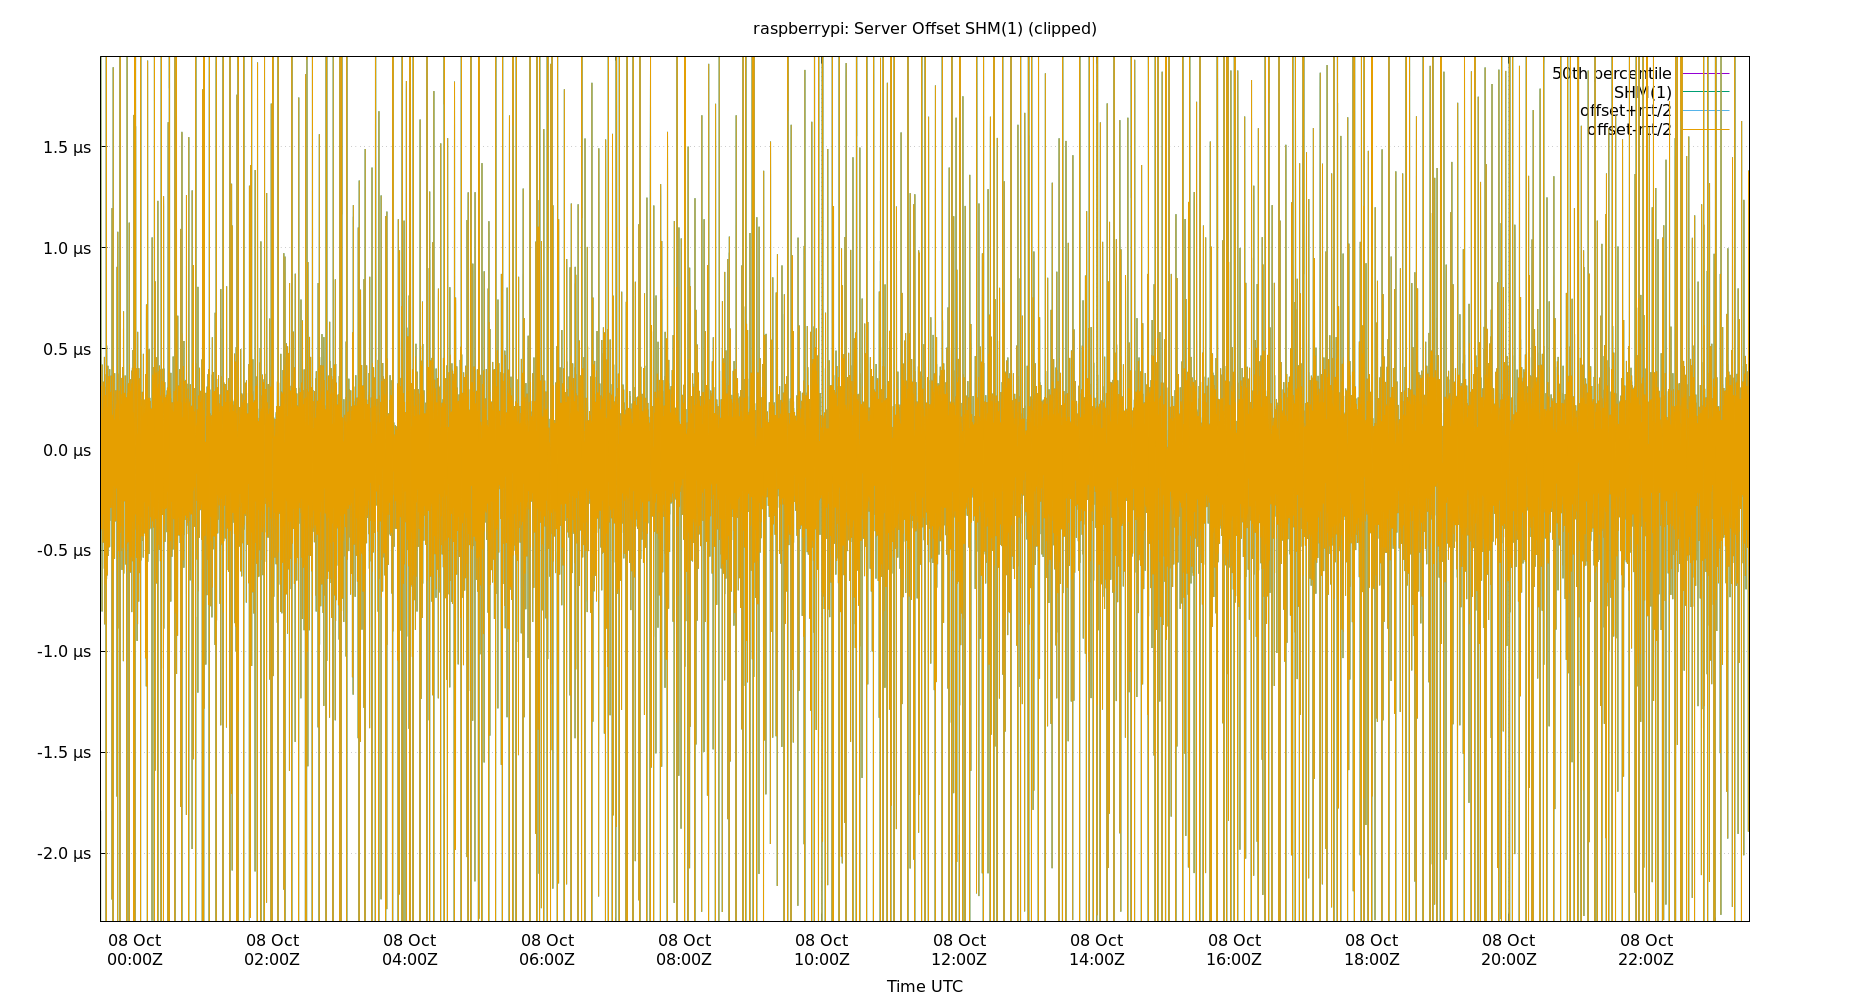 raspberrypi: Server Offset SHM(1) (clipped)
50th percentile
SHM(1)
offset+rtt/2
offset-rtt/2
1.5 µs
1.0 µs
0.5 µs
0.0 µs
-0.5 µs
-1.0 µs
-1.5 µs
-2.0 µs
08 Oct 08 Oct 08 Oct 08 Oct 08 Oct 08 Oct 08 Oct 08 Oct 08 Oct 08 Oct 08 Oct 08 Oct
00:00Z 02:00Z 04:00Z 06:00Z 08:00Z 10:00Z 12:00Z 14:00Z 16:00Z 18:00Z 20:00Z 22:00Z
Time UTC